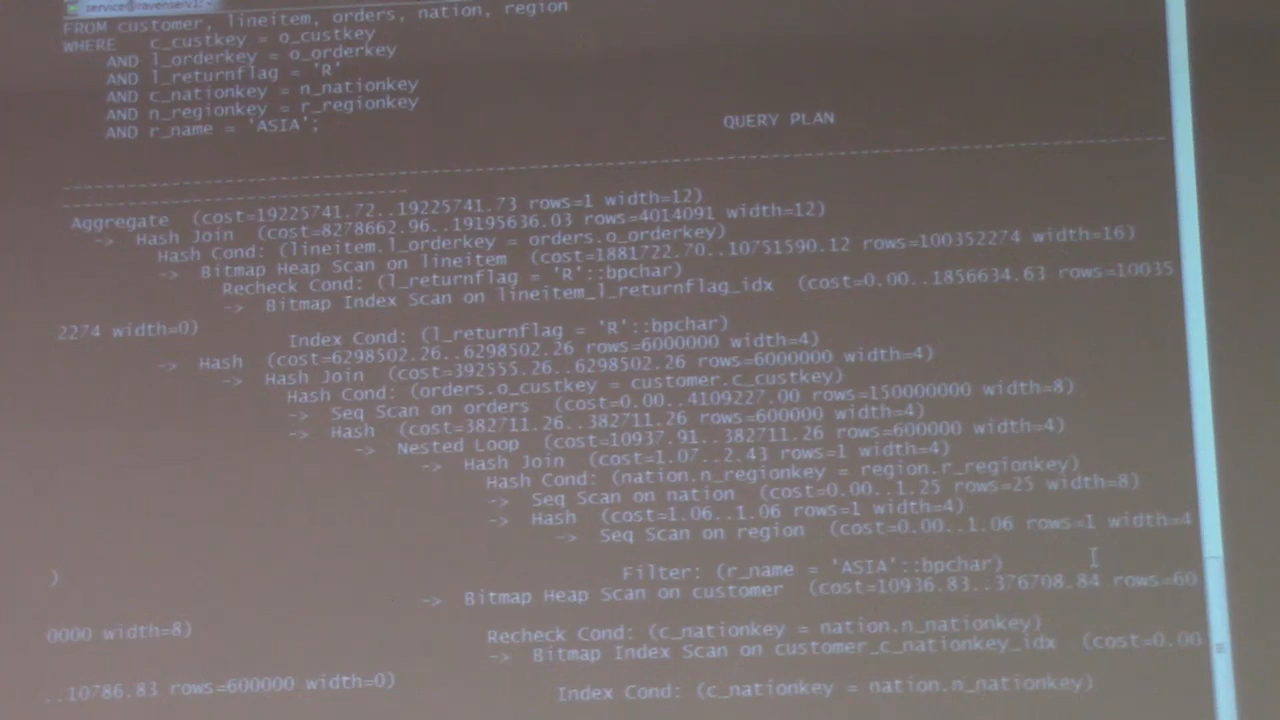 service@ravenserv1:~
FROM customer, lineitem, orders, nation, region
WHERE c_custkey = o_custkey
AND l_orderkey = o_orderkey
AND l_returnflag = 'R'
AND c_nationkey = n_nationkey
AND n_regionkey = r_regionkey
AND r_name = 'ASIA';
QUERY PLAN
Aggregate (cost=19225741.72..19225741.73 rows=1 width=12)
-> Hash Join (cost=8278662.96..19195636.03 rows=4014091 width=12)
Hash Cond: (lineitem.l_orderkey = orders.o_orderkey)
-> Bitmap Heap Scan on lineitem (cost=1881722.70..10751590.12 rows=100352274 width=16)
Recheck Cond: (l_returnflag = 'R'::bpchar)
-> Bitmap Index Scan on lineitem_l_returnflag_idx (cost=0.00..1856634.63 rows=10035
2274 width=0)
Index Cond: (l_returnflag = 'R'::bpchar)
-> Hash (cost=6298502.26..6298502.26 rows=6000000 width=4)
-> Hash Join (cost=392555.26..6298502.26 rows=6000000 width=4)
Hash Cond: (orders.o_custkey = customer.c_custkey)
-> Seq Scan on orders (cost=0.00..4109227.00 rows=150000000 width=8)
-> Hash (cost=382711.26..382711.26 rows=600000 width=4)
-> Nested Loop (cost=10937.91..382711.26 rows=600000 width=4)
-> Hash Join (cost=1.07..2.43 rows=1 width=4)
Hash Cond: (nation.n_regionkey = region.r_regionkey)
-> Seq Scan on nation (cost=0.00..1.25 rows=25 width=8)
-> Hash (cost=1.06..1.06 rows=1 width=4)
-> Seq Scan on region (cost=0.00..1.06 rows=1 width=4
)
Filter: (r_name = 'ASIA'::bpchar)
-> Bitmap Heap Scan on customer (cost=10936.83..376708.84 rows=60
0000 width=8)
Recheck Cond: (c_nationkey = nation.n_nationkey)
-> Bitmap Index Scan on customer_c_nationkey_idx (cost=0.00
..10786.83 rows=600000 width=0)
Index Cond: (c_nationkey = nation.n_nationkey)